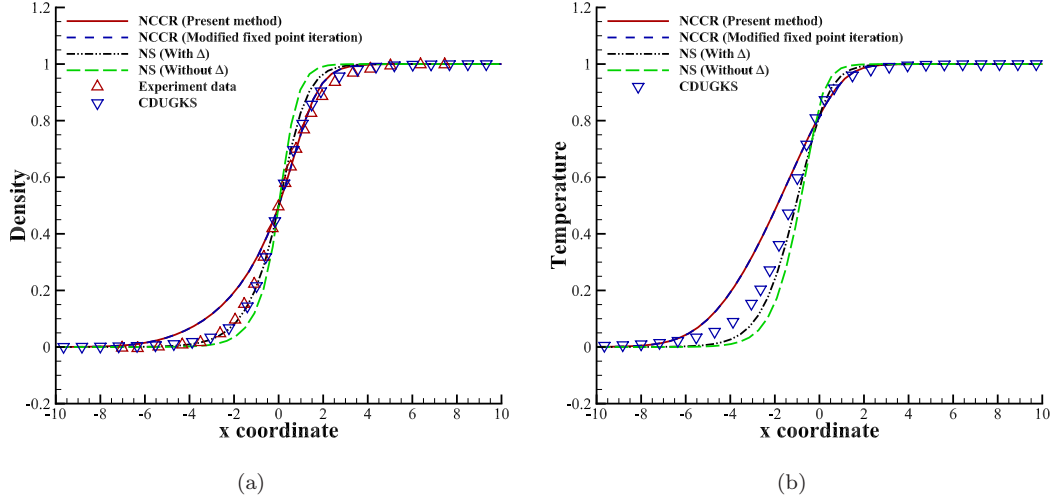 NCCR (Present method)
NCCR (Modified fixed point iteration)
NS (With Δ)
NS (Without Δ)
Experiment data
CDUGKS
Density
1.2
1
0.8
0.6
0.4
0.2
0
-0.2
-10 -8 -6 -4 -2 0 2 4 6 8 10
x coordinate
(a)
NCCR (Present method)
NCCR (Modified fixed point iteration)
NS (With Δ)
NS (Without Δ)
CDUGKS
Temperature
1.2
1
0.8
0.6
0.4
0.2
0
-0.2
-10 -8 -6 -4 -2 0 2 4 6 8 10
x coordinate
(b)